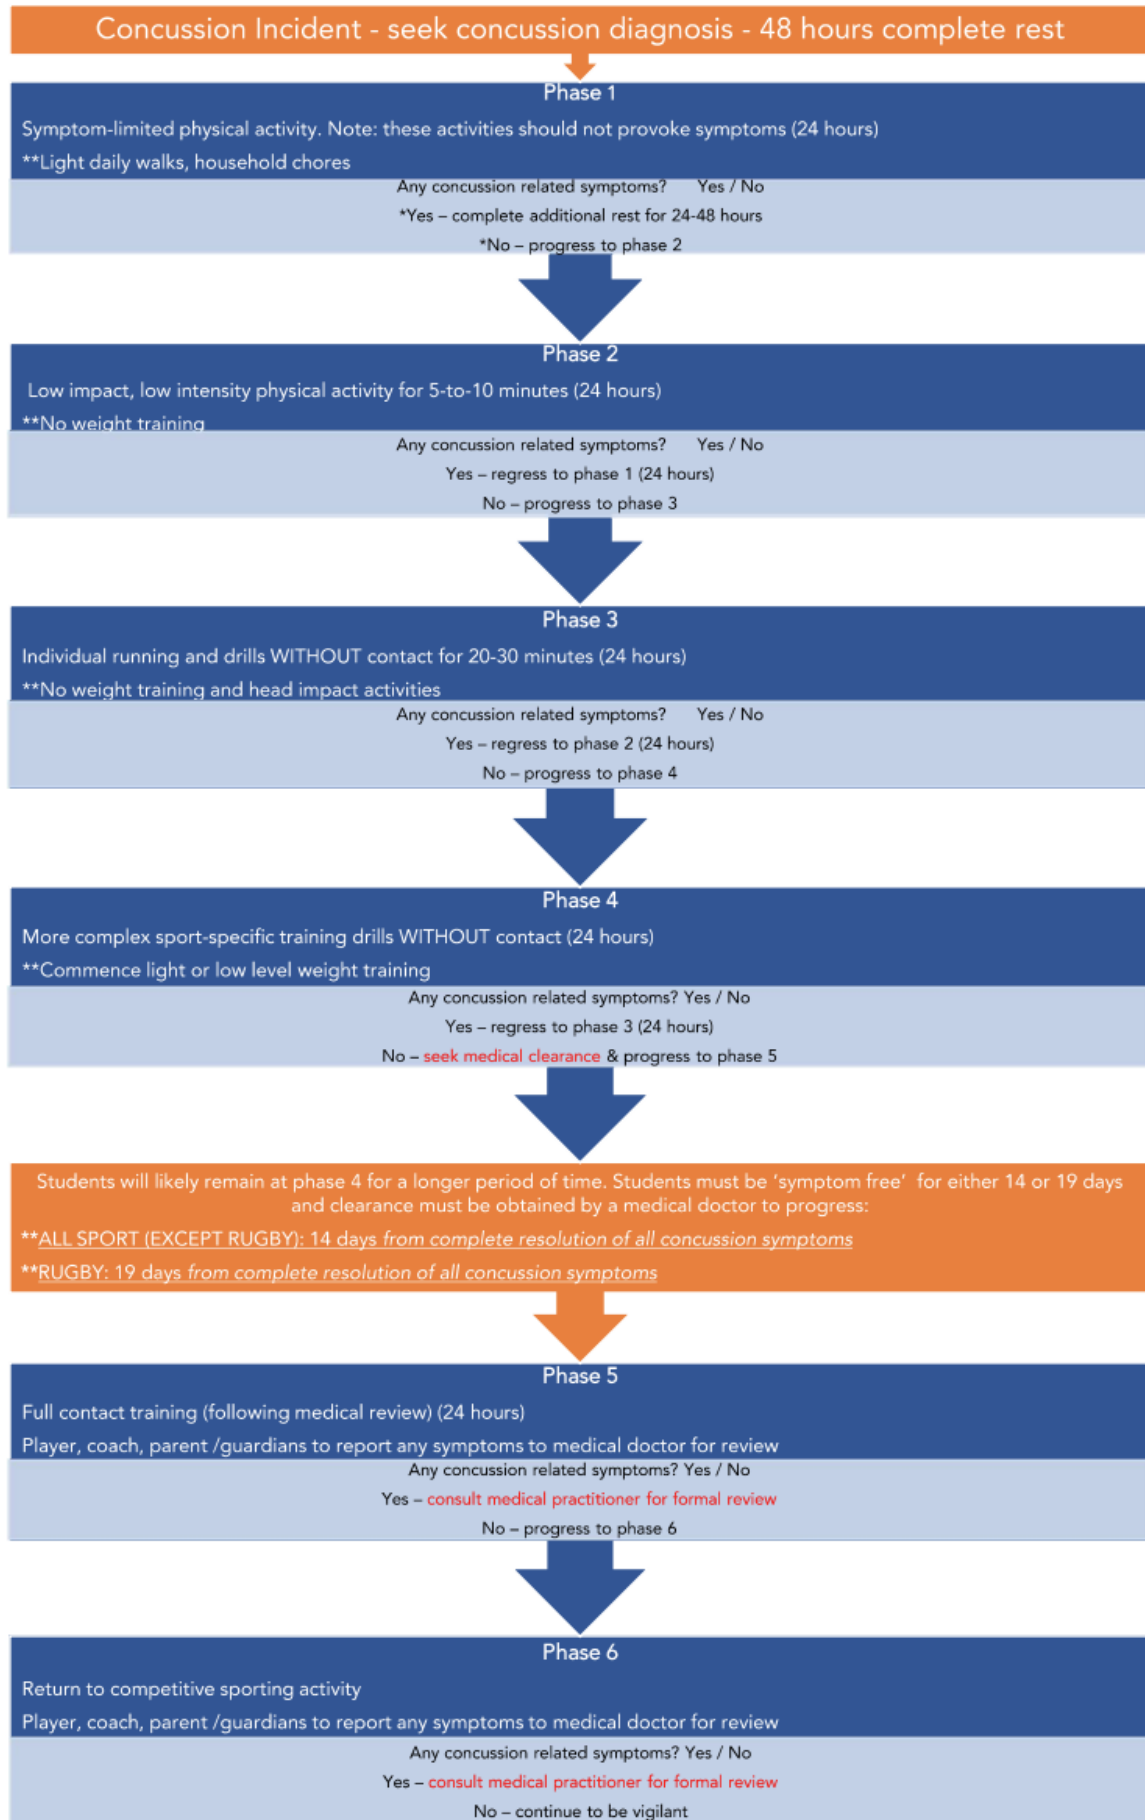 Concussion Incident - seek concussion diagnosis - 48 hours complete rest
Phase 1
Symptom-limited physical activity. Note: these activities should not provoke symptoms (24 hours)
**Light daily walks, household chores
Any concussion related symptoms? Yes / No
*Yes – complete additional rest for 24-48 hours
*No – progress to phase 2
Phase 2
Low impact, low intensity physical activity for 5-to-10 minutes (24 hours)
**No weight training
Any concussion related symptoms? Yes / No
Yes – regress to phase 1 (24 hours)
No – progress to phase 3
Phase 3
Individual running and drills WITHOUT contact for 20-30 minutes (24 hours)
**No weight training and head impact activities
Any concussion related symptoms? Yes / No
Yes – regress to phase 2 (24 hours)
No – progress to phase 4
Phase 4
More complex sport-specific training drills WITHOUT contact (24 hours)
**Commence light or low level weight training
Any concussion related symptoms? Yes / No
Yes – regress to phase 3 (24 hours)
No – seek medical clearance & progress to phase 5
Students will likely remain at phase 4 for a longer period of time. Students must be ‘symptom free’ for either 14 or 19 days
and clearance must be obtained by a medical doctor to progress:
**ALL SPORT (EXCEPT RUGBY): 14 days from complete resolution of all concussion symptoms
**RUGBY: 19 days from complete resolution of all concussion symptoms
Phase 5
Full contact training (following medical review) (24 hours)
Player, coach, parent /guardians to report any symptoms to medical doctor for review
Any concussion related symptoms? Yes / No
Yes – consult medical practitioner for formal review
No – progress to phase 6
Phase 6
Return to competitive sporting activity
Player, coach, parent /guardians to report any symptoms to medical doctor for review
Any concussion related symptoms? Yes / No
Yes – consult medical practitioner for formal review
No – continue to be vigilant